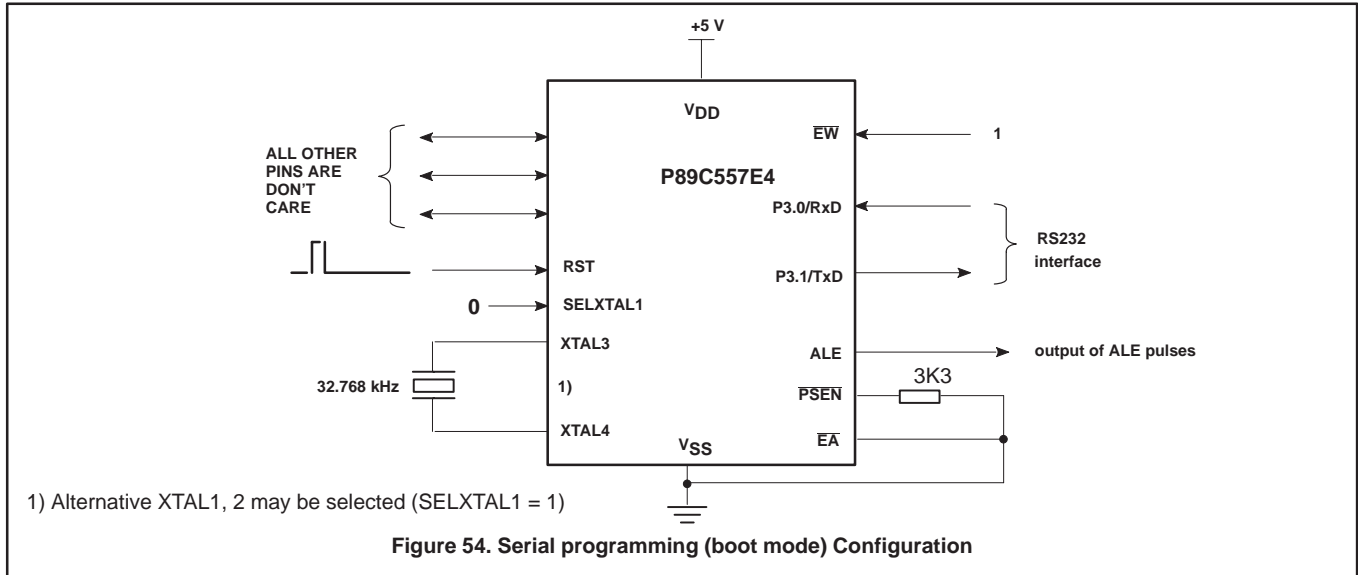 +5 V
VDD
EW
1
ALL OTHER
PINS ARE
DON'T
CARE
P89C557E4
P3.0/RxD
RS232
interface
P3.1/TxD
RST
0
SELXTAL1
XTAL3
ALE
output of ALE pulses
32.768 kHz
1)
PSEN
3K3
XTAL4
EA
VSS
1) Alternative XTAL1, 2 may be selected (SELXTAL1 = 1)
Figure 54. Serial programming (boot mode) Configuration